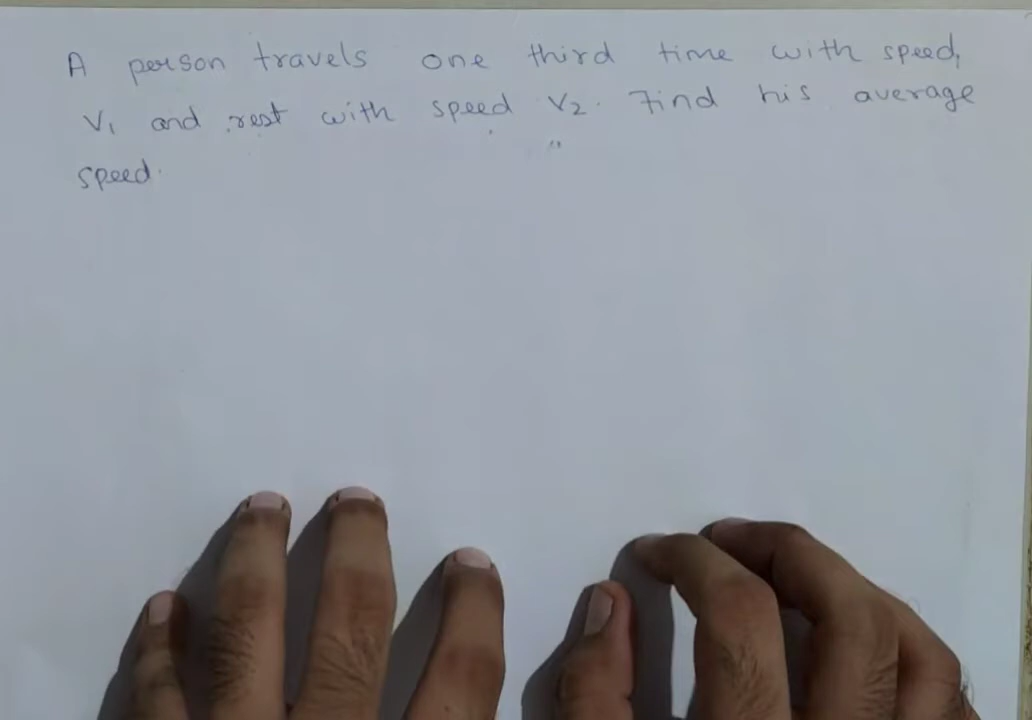 A person travels one third time with speed,
V₁ and rest with speed V₂. Find his average
speed.